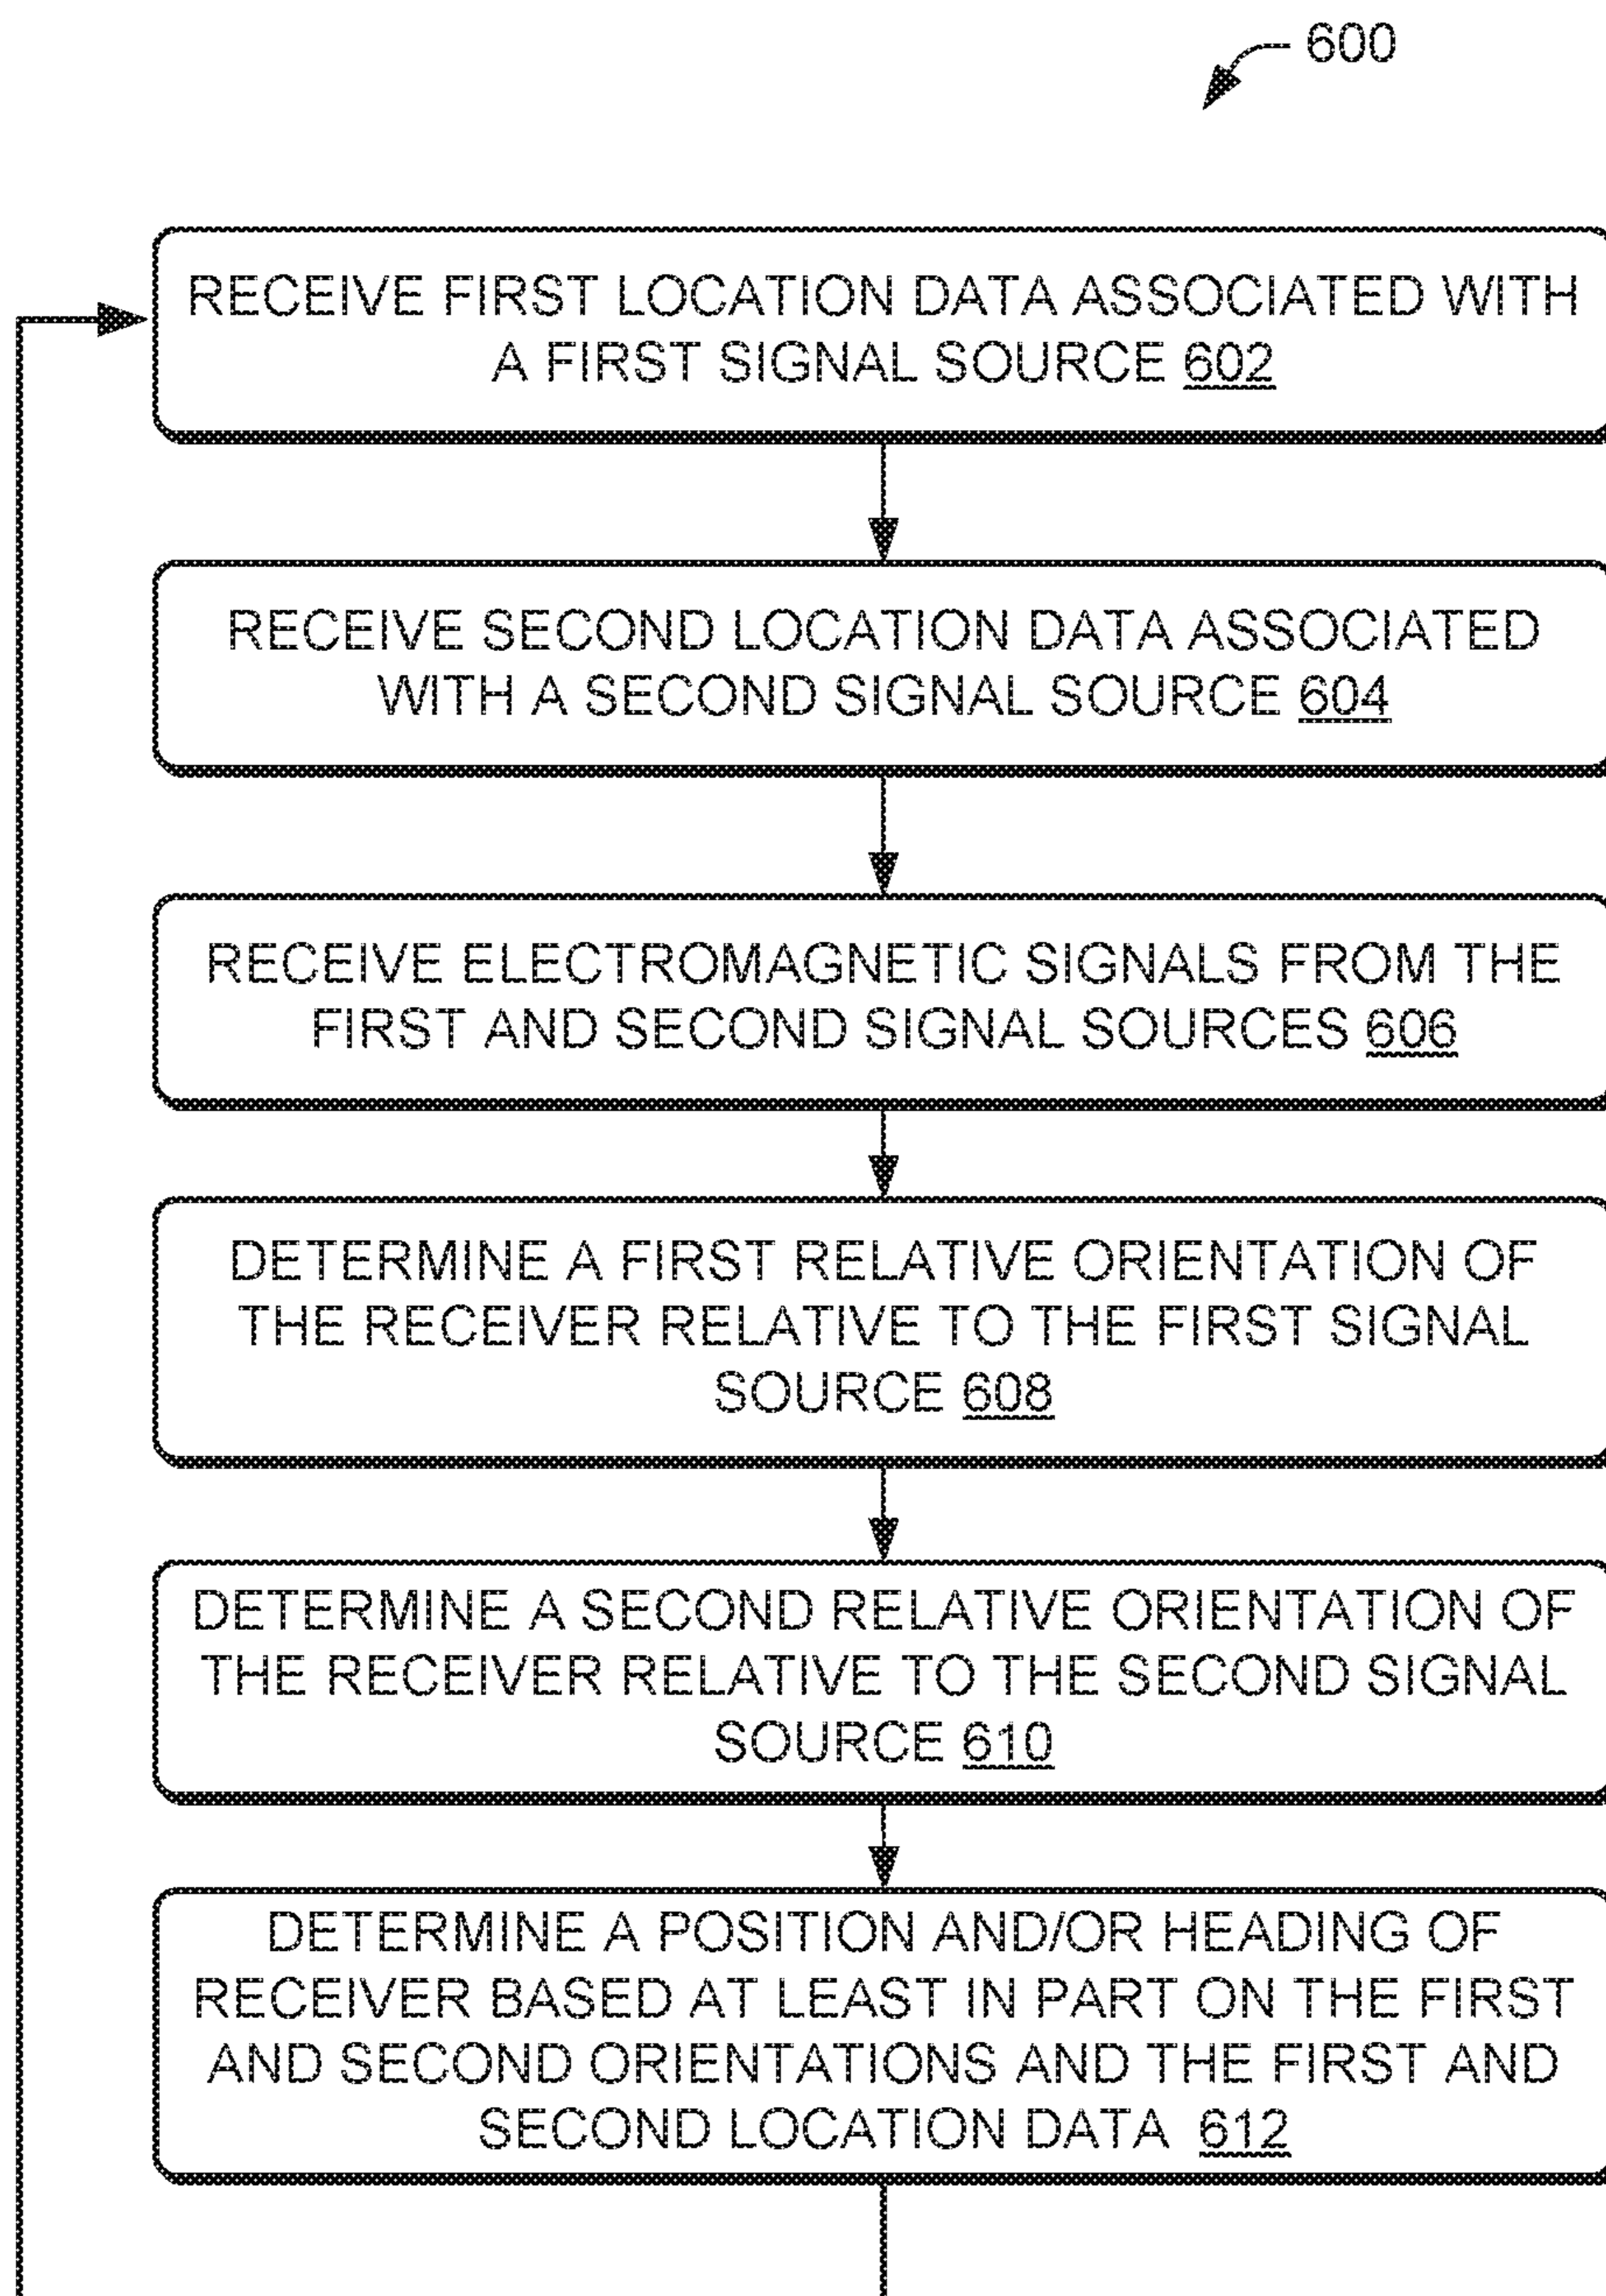 600
RECEIVE FIRST LOCATION DATA ASSOCIATED WITH
A FIRST SIGNAL SOURCE 602
RECEIVE SECOND LOCATION DATA ASSOCIATED
WITH A SECOND SIGNAL SOURCE 604
RECEIVE ELECTROMAGNETIC SIGNALS FROM THE
FIRST AND SECOND SIGNAL SOURCES 606
DETERMINE A FIRST RELATIVE ORIENTATION OF
THE RECEIVER RELATIVE TO THE FIRST SIGNAL
SOURCE 608
DETERMINE A SECOND RELATIVE ORIENTATION OF
THE RECEIVER RELATIVE TO THE SECOND SIGNAL
SOURCE 610
DETERMINE A POSITION AND/OR HEADING OF
RECEIVER BASED AT LEAST IN PART ON THE FIRST
AND SECOND ORIENTATIONS AND THE FIRST AND
SECOND LOCATION DATA 612